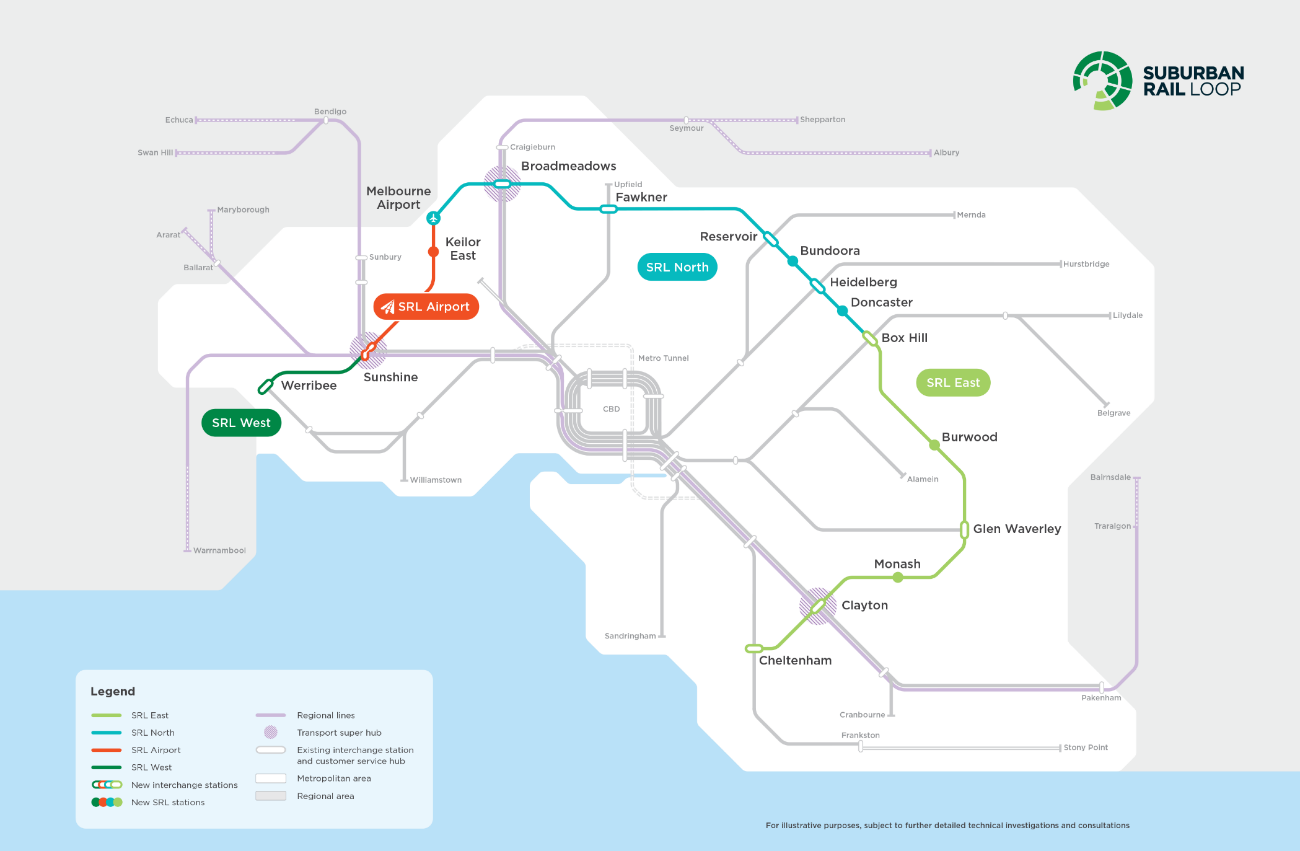 SUBURBAN
RAIL LOOP
Bendigo
Echuca
Shepparton
Seymour
Swan Hill
Craigieburn
Albury
Broadmeadows
Melbourne
Airport
Upfield
Fawkner
Maryborough
Mernda
Ararat
Reservoir
Keilor
East
Bundoora
Sunbury
Ballarat
SRL North
Hurstbridge
Heidelberg
Doncaster
SRL Airport
Lilydale
Box Hill
Metro Tunnel
Sunshine
Werribee
SRL East
CBD
Belgrave
SRL West
Burwood
Williamstown
Alamein
Bairnsdale
Traralgon
Glen Waverley
Warrnambool
Monash
Clayton
Sandringham
Cheltenham
Pakenham
Cranbourne
Frankston
Stony Point
Legend
SRL East
SRL North
SRL Airport
SRL West
New interchange stations
New SRL stations
Regional lines
Transport super hub
Existing interchange station
and customer service hub
Metropolitan area
Regional area
For illustrative purposes, subject to further detailed technical investigations and consultations